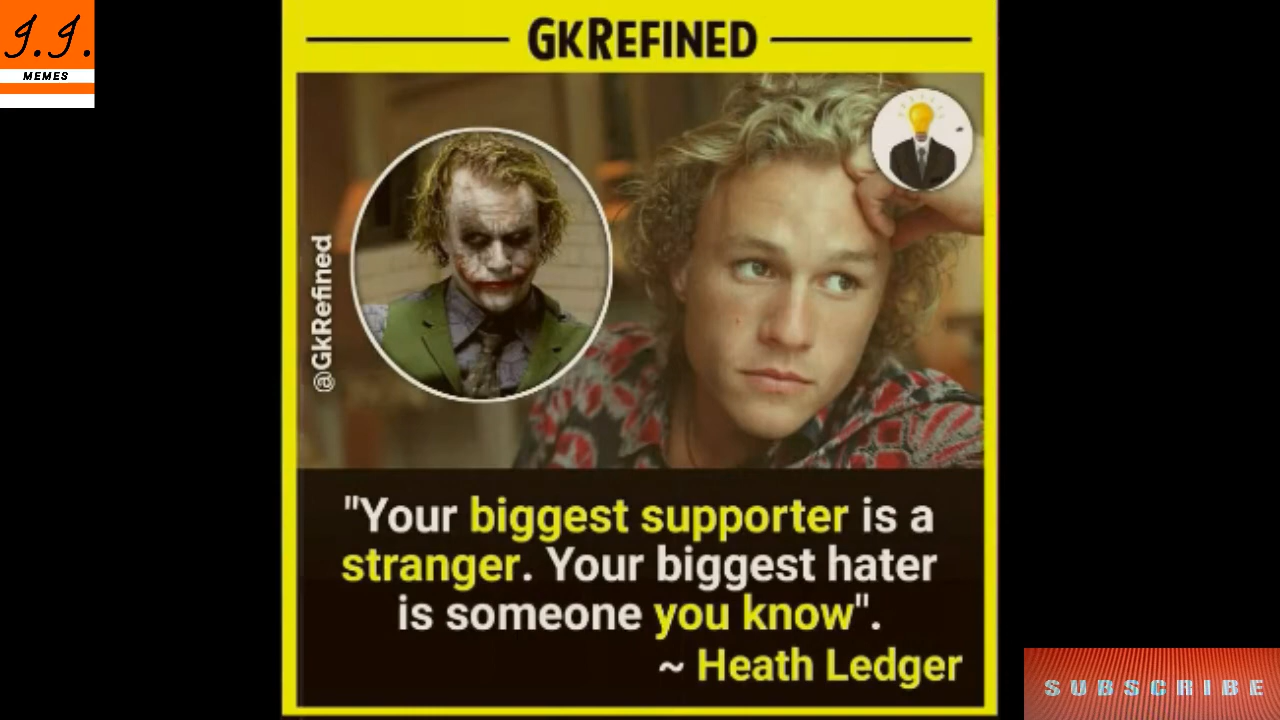 J.J.
MEMES
GKREFINED
@GkRefined
"Your biggest supporter is a
stranger. Your biggest hater
is someone you know".
~ Heath Ledger
SUBSCRIBE